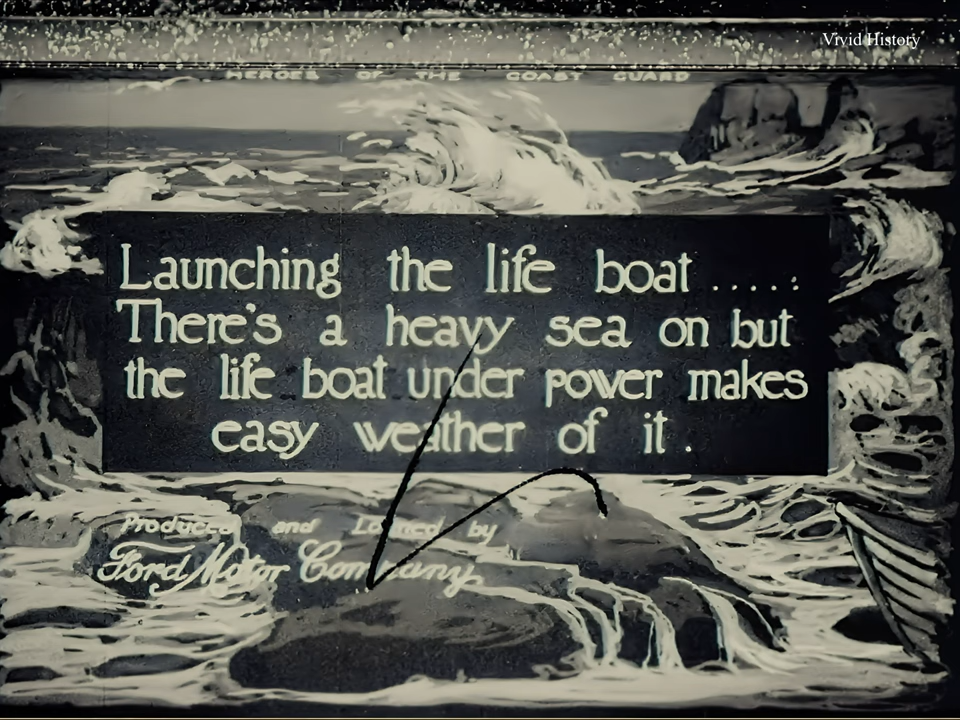 Vivid History
HEROES OF THE COAST GUARD
Launching the life boat .....
There's a heavy sea on but
the life boat under power makes
easy weather of it.
Produced and Loaned by
Ford Motor Company